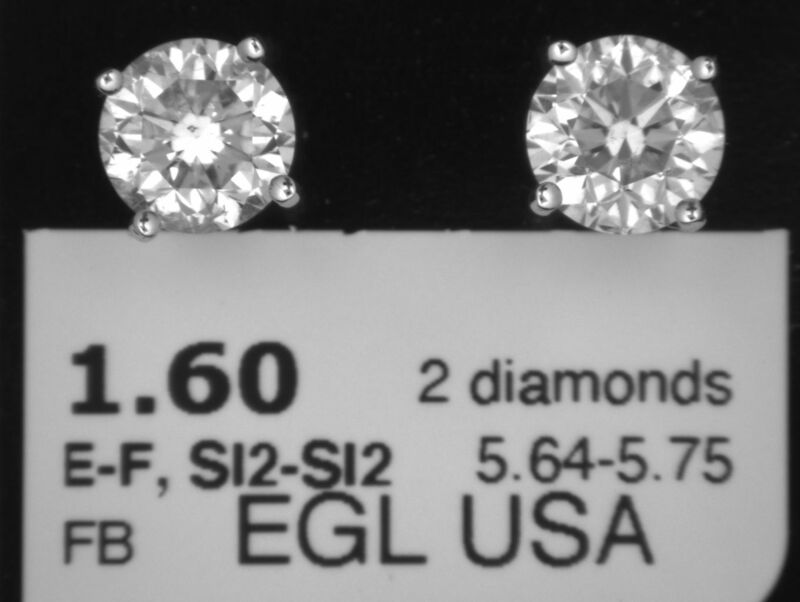 1.60 2 diamonds
E-F, SI2-SI2 5.64-5.75
FB EGL USA